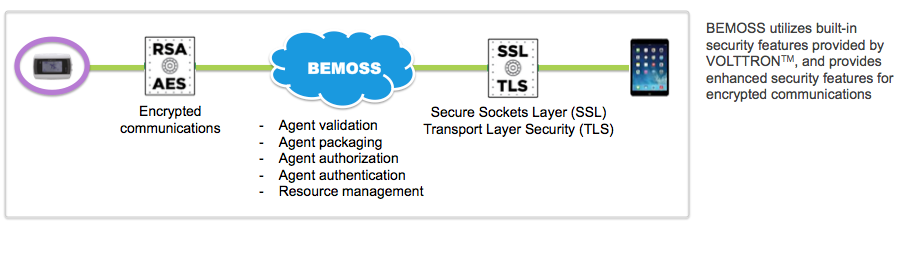 RSA
AES
Encrypted
communications
BEMOSS
- Agent validation
- Agent packaging
- Agent authorization
- Agent authentication
- Resource management
SSL
TLS
Secure Sockets Layer (SSL)
Transport Layer Security (TLS)
BEMOSS utilizes built-in
security features provided by
VOLTTRONTM, and provides
enhanced security features for
encrypted communications